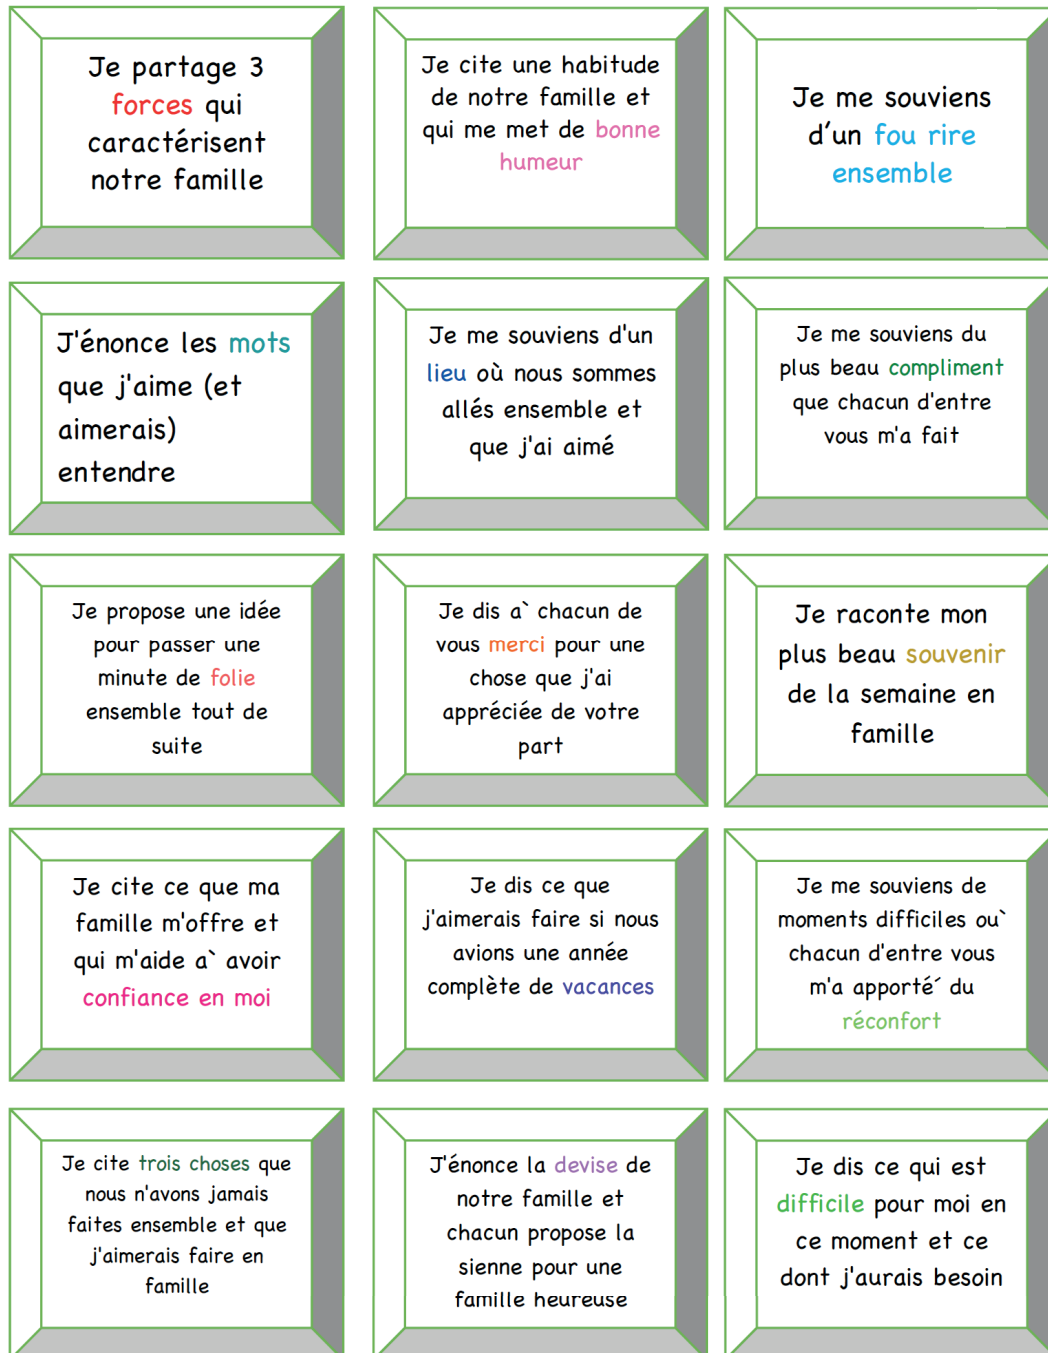 Je partage 3
forces qui
caractérisent
notre famille
Je cite une habitude
de notre famille et
qui me met de bonne
humeur
Je me souviens
d'un fou rire
ensemble
J'énonce les mots
que j'aime (et
aimerais)
entendre
Je me souviens d'un
lieu où nous sommes
allés ensemble et
que j'ai aimé
Je me souviens du
plus beau compliment
que chacun d'entre
vous m'a fait
Je propose une idée
pour passer une
minute de folie
ensemble tout de
suite
Je dis a` chacun de
vous merci pour une
chose que j'ai
appréciée de votre
part
Je raconte mon
plus beau souvenir
de la semaine en
famille
Je cite ce que ma
famille m'offre et
qui m'aide a` avoir
confiance en moi
Je dis ce que
j'aimerais faire si nous
avions une année
complète de vacances
Je me souviens de
moments difficiles ou`
chacun d'entre vous
m'a apporté´ du
réconfort
Je cite trois choses que
nous n'avons jamais
faites ensemble et que
j'aimerais faire en
famille
J'énonce la devise de
notre famille et
chacun propose la
sienne pour une
famille heureuse
Je dis ce qui est
difficile pour moi en
ce moment et ce
dont j'aurais besoin